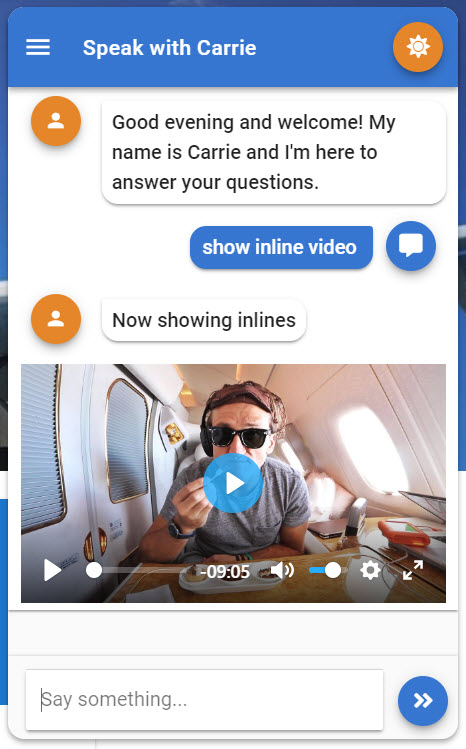 Speak with Carrie
Good evening and welcome! My
name is Carrie and I'm here to
answer your questions.
show inline video
Now showing inlines
-09:05
Say something...